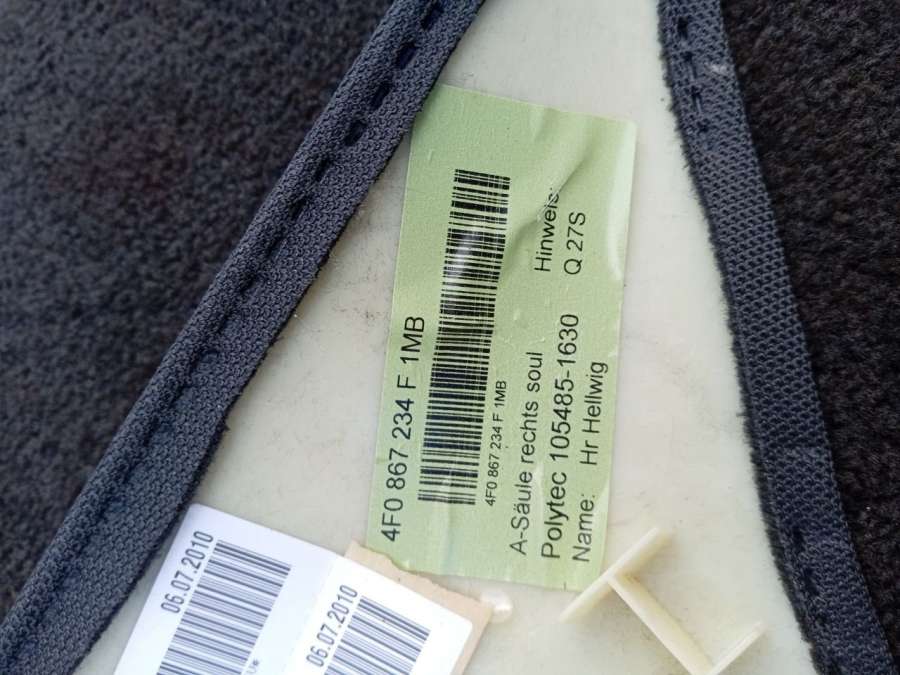 4F0 867 234 F 1MB
4F0 867 234 F 1MB
A-Säule rechts soul
Polytec 105485-1630
Name: Hr Hellwig
Hinweis:
Q 27S
06.07.2010
06.07.2010